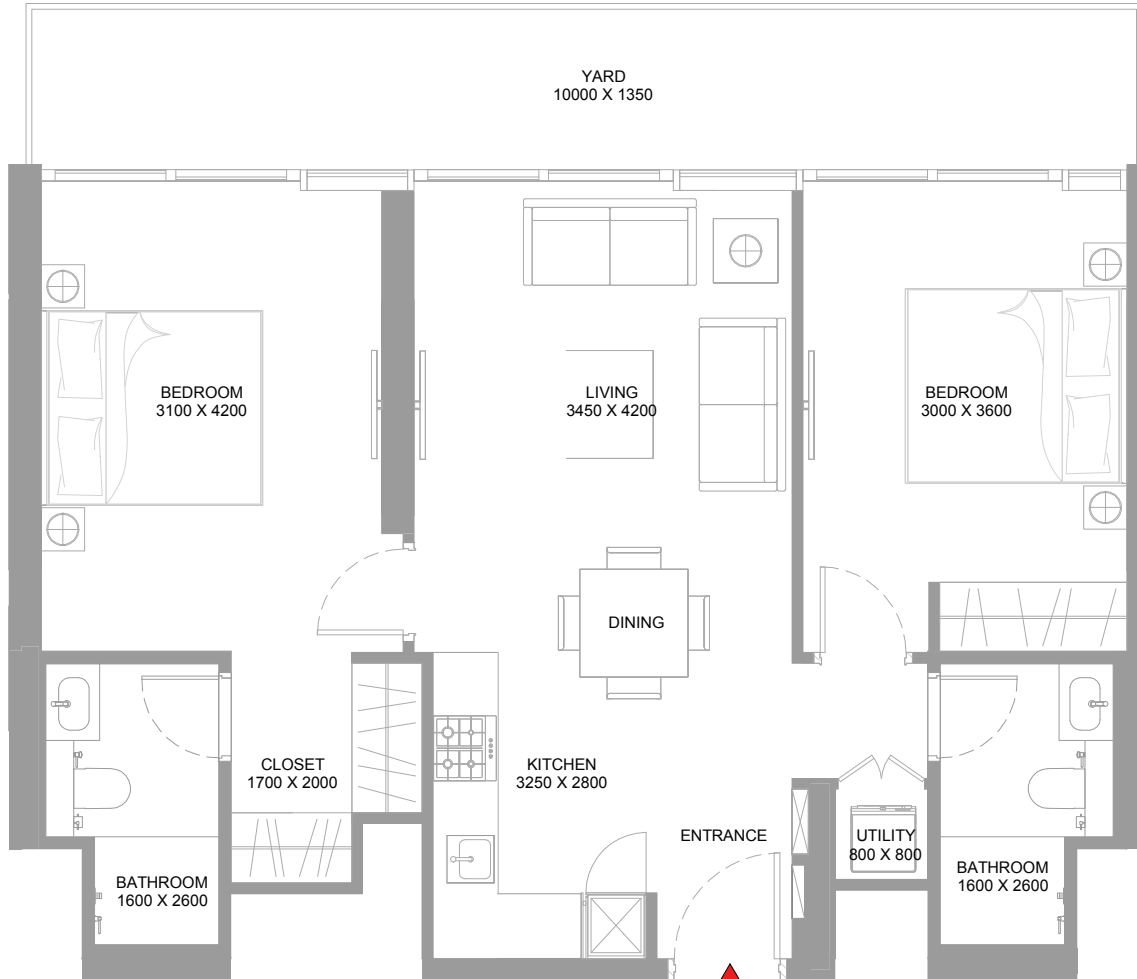 YARD
10000 X 1350
BEDROOM
3100 X 4200
LIVING
3450 X 4200
BEDROOM
3000 X 3600
DINING
CLOSET
1700 X 2000
KITCHEN
3250 X 2800
ENTRANCE
UTILITY
800 X 800
BATHROOM
1600 X 2600
BATHROOM
1600 X 2600